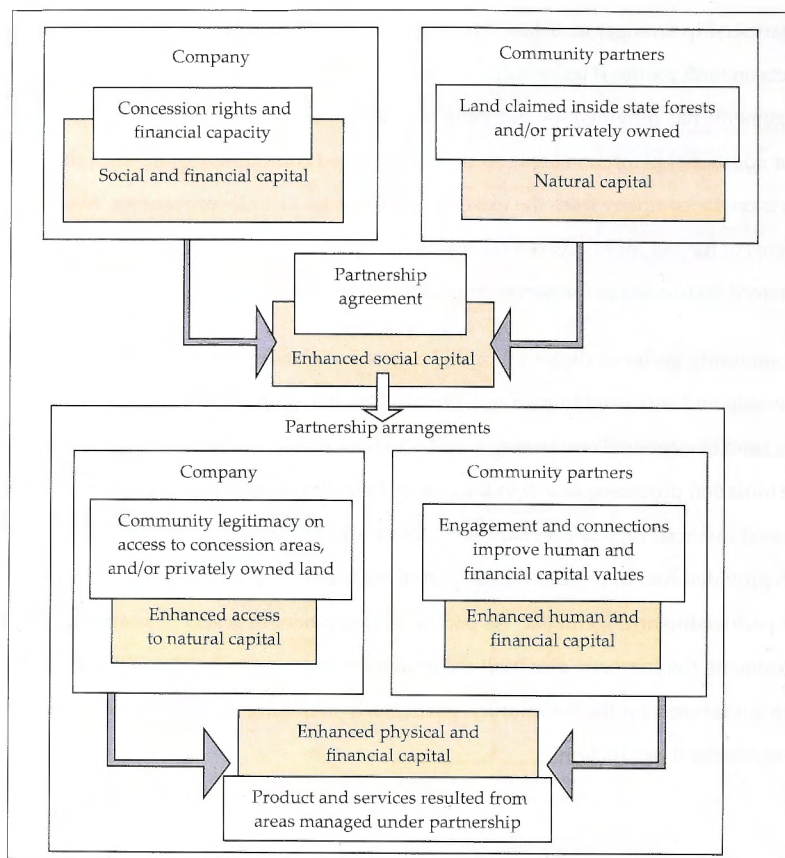 Company
Concession rights and
financial capacity
Social and financial capital
Community partners
Land claimed inside state forests
and/or privately owned
Natural capital
Partnership
agreement
Enhanced social capital
Partnership arrangements
Company
Community legitimacy on
access to concession areas,
and/or privately owned land
Enhanced access
to natural capital
Community partners
Engagement and connections
improve human and
financial capital values
Enhanced human and
financial capital
Enhanced physical and
financial capital
Product and services resulted from
areas managed under partnership